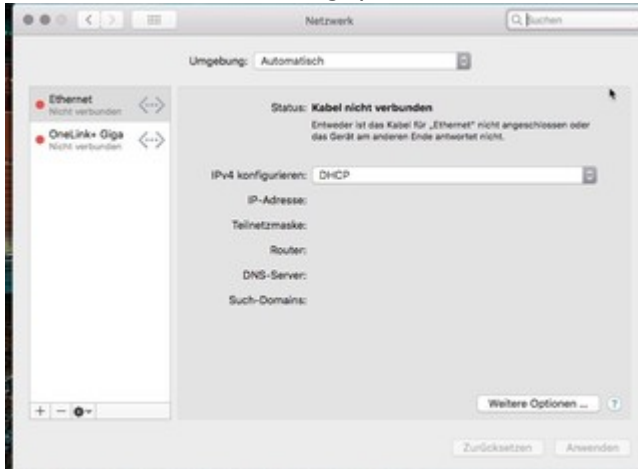 Netzwerk
Suchen
Umgebung: Automatisch
Ethernet
Nicht verbunden
OneLink+ Giga
Nicht verbunden
Status: Kabel nicht verbunden
Entweder ist das Kabel für „Ethernet“ nicht angeschlossen oder
das Gerät am anderen Ende antwortet nicht.
IPv4 konfigurieren: DHCP
IP-Adresse:
Teilnetzmaske:
Router:
DNS-Server:
Such-Domains:
Weitere Optionen ... ?
Zurücksetzen Anwenden